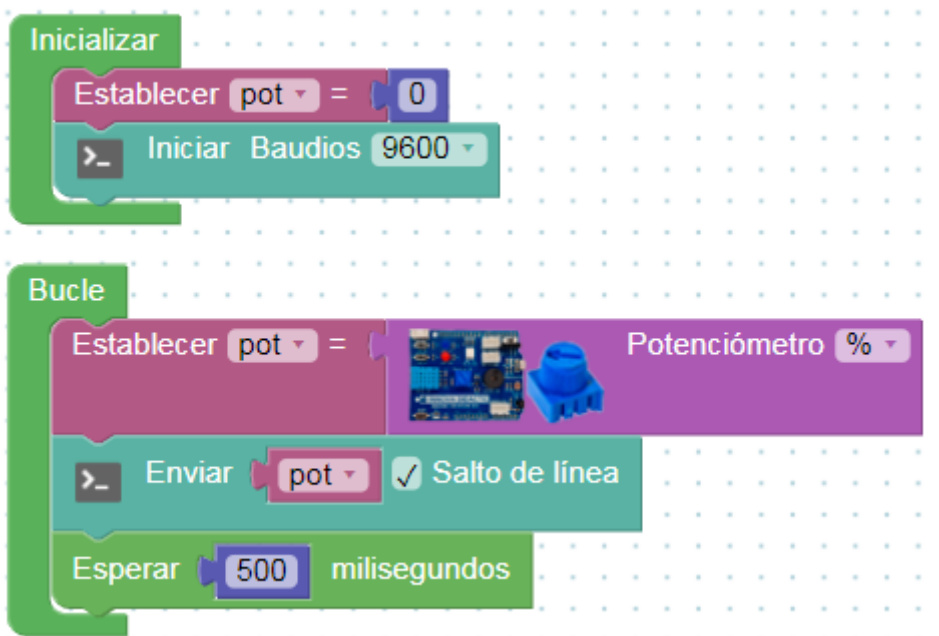 Inicializar
Establecer pot = 0
>_ Iniciar Baudios 9600
Bucle
Establecer pot = Potenciómetro %
>_ Enviar pot ✓ Salto de línea
Esperar 500 milisegundos